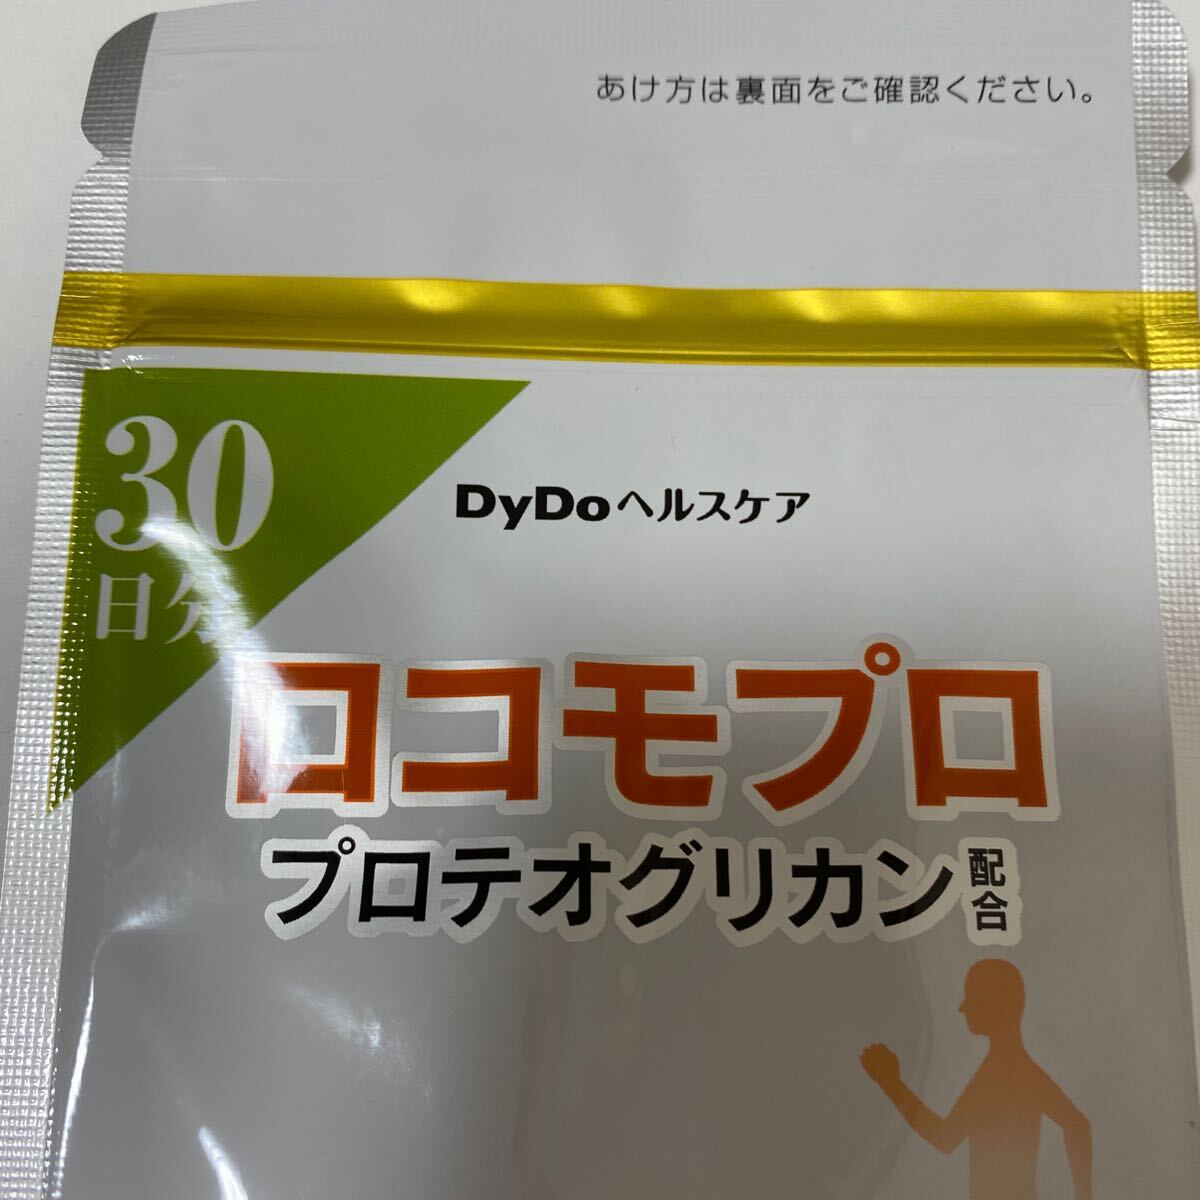 あけ方は裏面をご確認ください。
30
日分
DyDoヘルスケア
ロコモプロ
プロテオグリカン配合